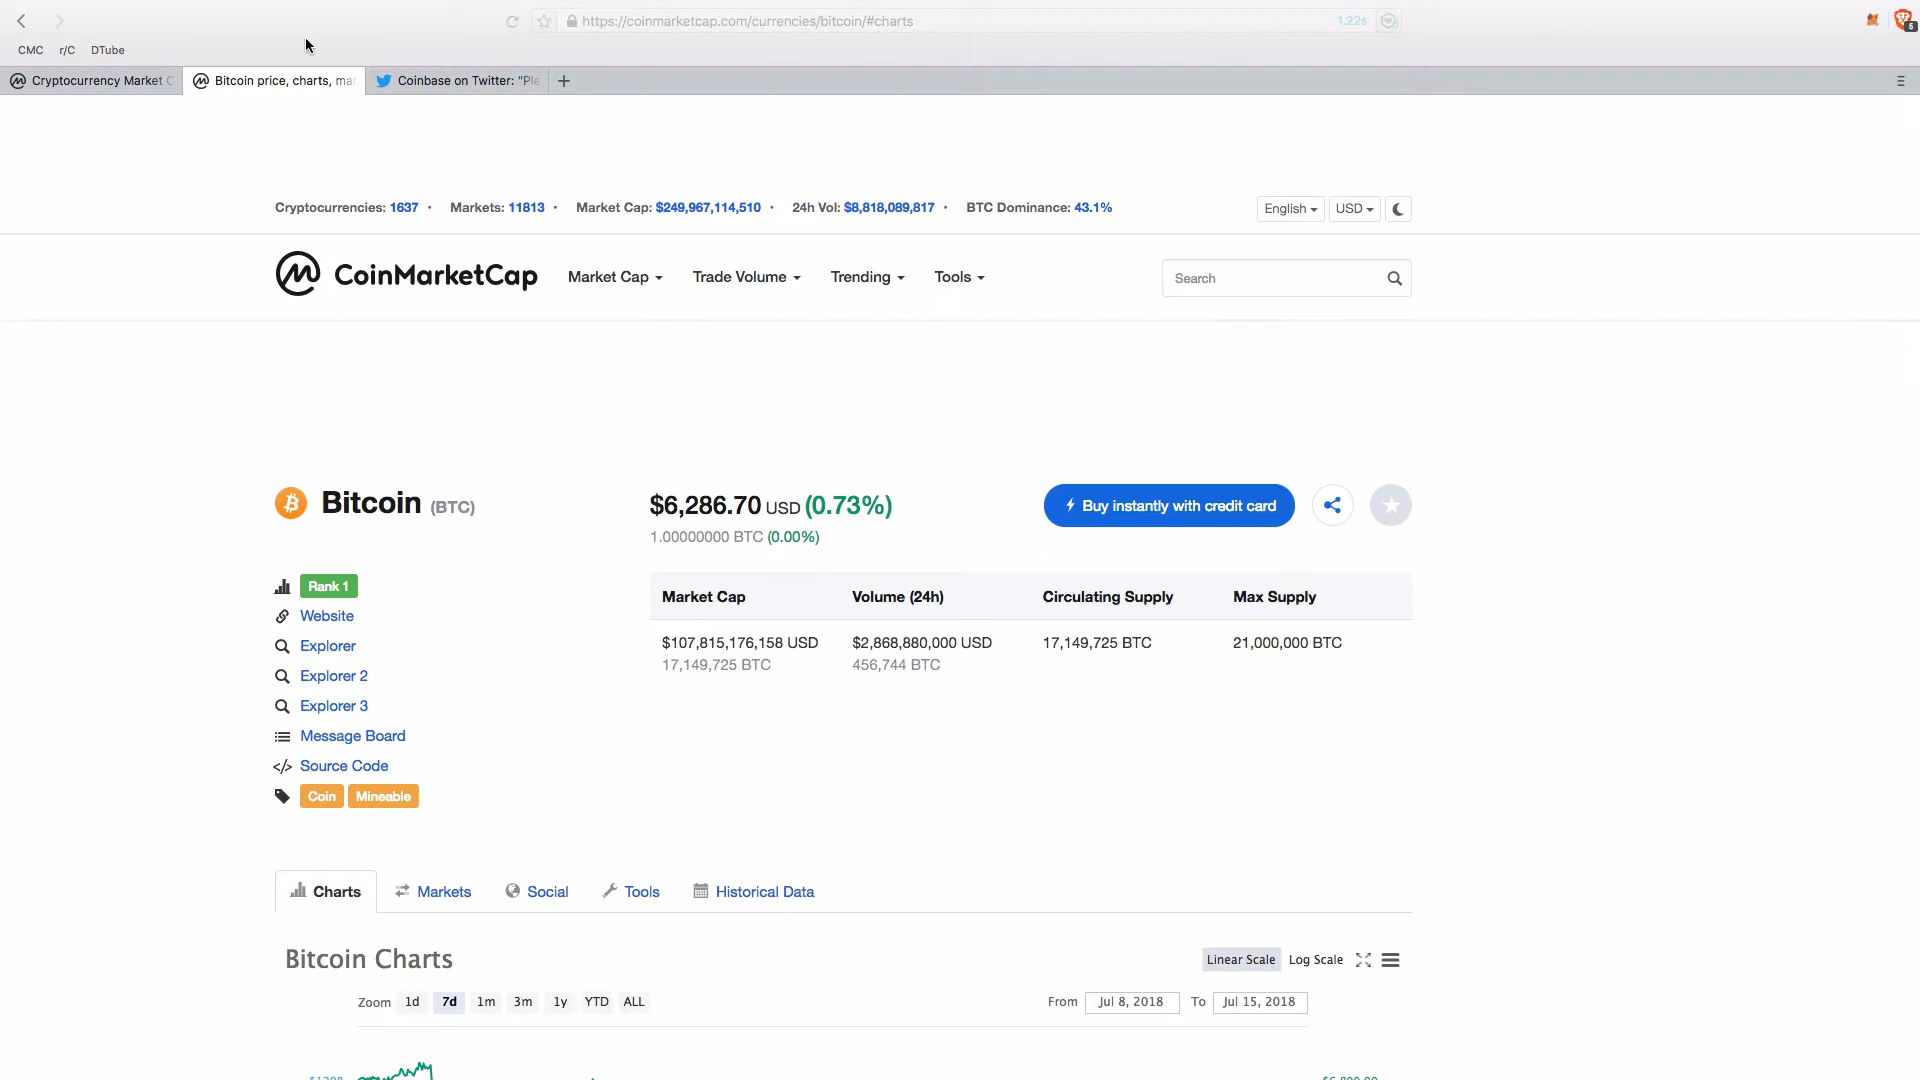 https://coinmarketcap.com/currencies/bitcoin/#charts 1.22s 6
CMC r/C DTube
Cryptocurrency Market C Bitcoin price, charts, mar Coinbase on Twitter: "Ple +
Cryptocurrencies: 1637 • Markets: 11813 • Market Cap: $249,967,114,510 • 24h Vol: $8,818,089,817 • BTC Dominance: 43.1% English USD
CoinMarketCap Market Cap Trade Volume Trending Tools Search
Bitcoin (BTC) $6,286.70 USD (0.73%) Buy instantly with credit card
1.00000000 BTC (0.00%)
Rank 1
Website
Explorer
Explorer 2
Explorer 3
Message Board
Source Code
Coin Mineable
Market Cap Volume (24h) Circulating Supply Max Supply
$107,815,176,158 USD $2,868,880,000 USD 17,149,725 BTC 21,000,000 BTC
17,149,725 BTC 456,744 BTC
Charts Markets Social Tools Historical Data
Bitcoin Charts Linear Scale Log Scale
Zoom 1d 7d 1m 3m 1y YTD ALL From Jul 8, 2018 To Jul 15, 2018